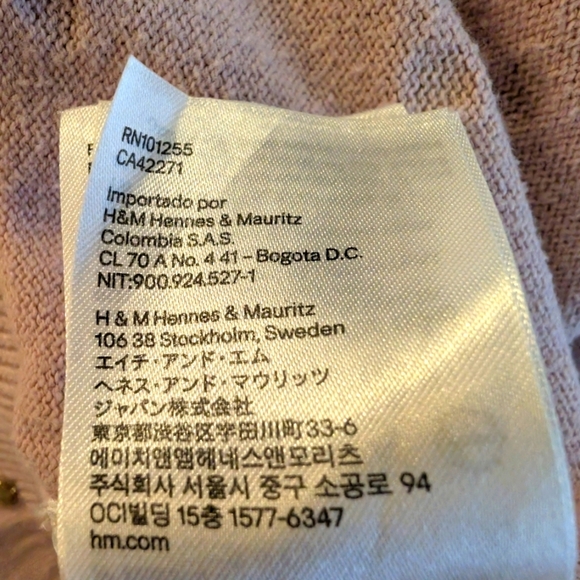 RN101255
CA42271
Importado por
H&M Hennes & Mauritz
Colombia S.A.S.
CL 70 A No. 4 41 – Bogota D.C.
NIT:900.924.527-1
H & M Hennes & Mauritz
106 38 Stockholm, Sweden
エイチ・アンド・エム
ヘネス・アンド・マウリッツ
ジャパン株式会社
東京都渋谷区宇田川町33-6
에이치앤엠헤네스앤모리츠
주식회사 서울시 중구 소공로 94
OCI빌딩 15층 1577-6347
hm.com